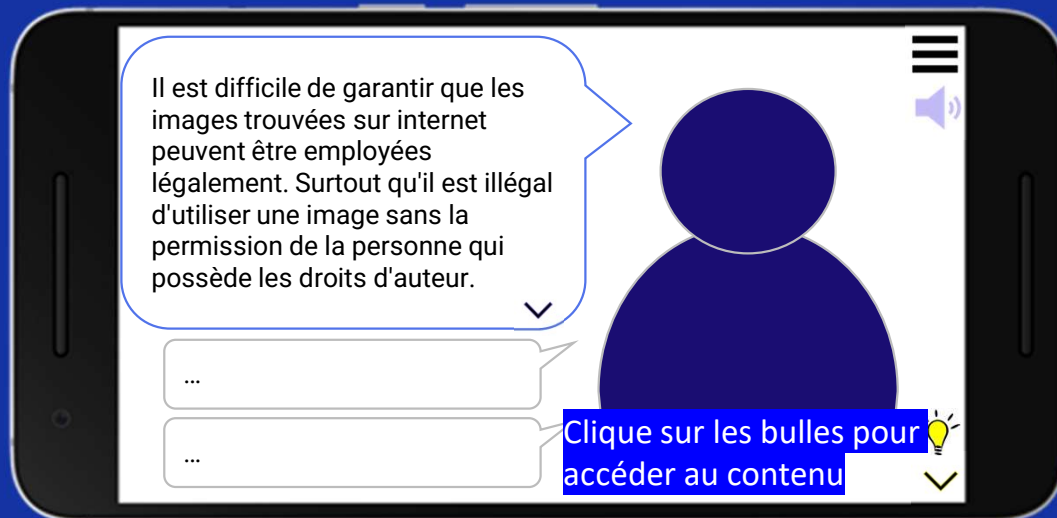 Il est difficile de garantir que les
images trouvées sur internet
peuvent être employées
légalement. Surtout qu'il est illégal
d'utiliser une image sans la
permission de la personne qui
possède les droits d'auteur.
...
...
Clique sur les bulles pour
accéder au contenu